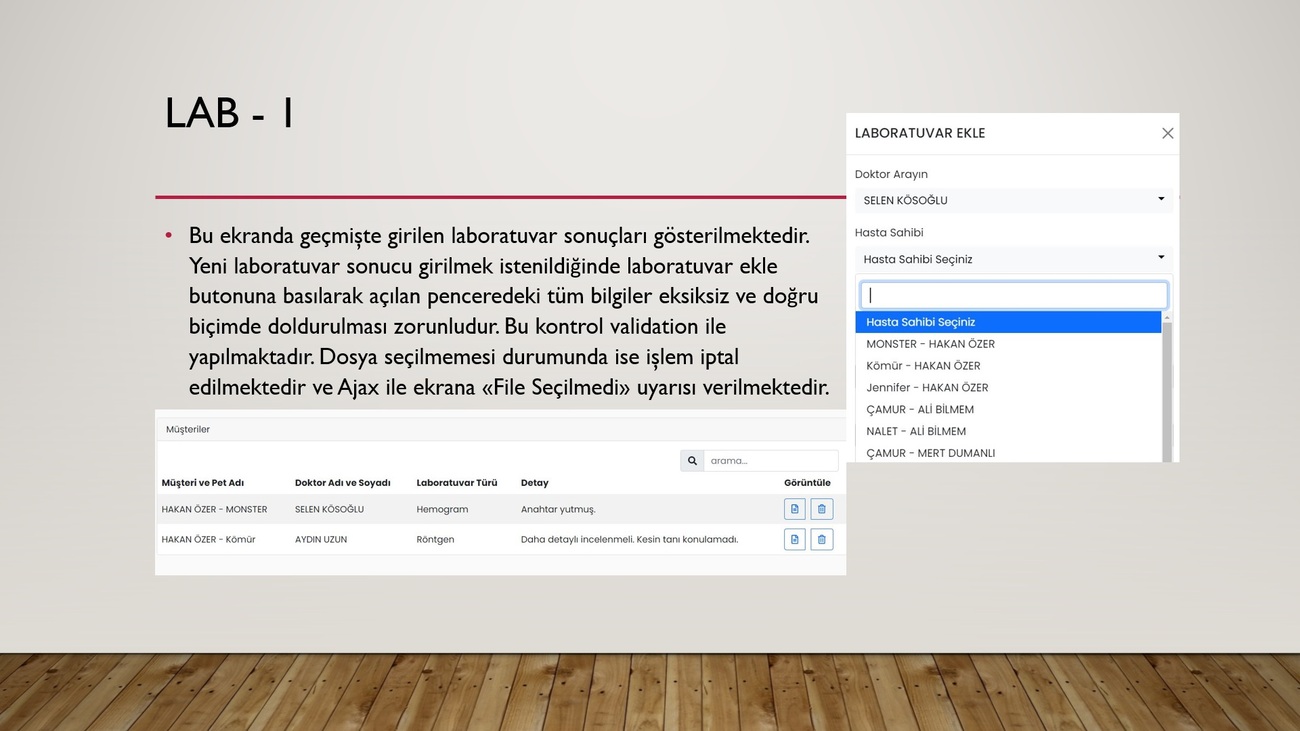 LAB - I
• Bu ekranda geçmişte girilen laboratuvar sonuçları gösterilmektedir.
Yeni laboratuvar sonucu girilmek istenildiğinde laboratuvar ekle
butonuna basılarak açılan penceredeki tüm bilgiler eksiksiz ve doğru
biçimde doldurulması zorunludur. Bu kontrol validation ile
yapılmaktadır. Dosya seçilmemesi durumunda ise işlem iptal
edilmektedir ve Ajax ile ekrana «File Seçilmedi» uyarısı verilmektedir.
LABORATUVAR EKLE
Doktor Arayın
SELEN KÖSOĞLU
Hasta Sahibi
Hasta Sahibi Seçiniz
Hasta Sahibi Seçiniz
MONSTER - HAKAN ÖZER
Kömür - HAKAN ÖZER
Jennifer - HAKAN ÖZER
ÇAMUR - ALİ BİLMEM
NALET - ALİ BİLMEM
ÇAMUR - MERT DUMANLI
Müşteriler
arama...
Müşteri ve Pet Adı Doktor Adı ve Soyadı Laboratuvar Türü Detay Görüntüle
HAKAN ÖZER - MONSTER SELEN KÖSOĞLU Hemogram Anahtar yutmuş.
HAKAN ÖZER - Kömür AYDIN UZUN Röntgen Daha detaylı incelenmeli. Kesin tanı konulamadı.